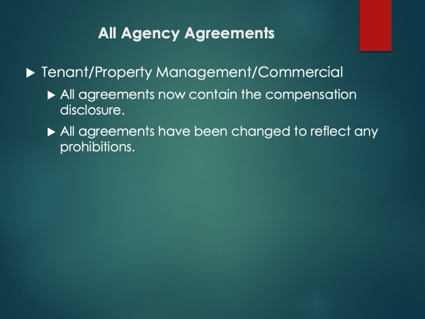 All Agency Agreements
Tenant/Property Management/Commercial
All agreements now contain the compensation
disclosure.
All agreements have been changed to reflect any
prohibitions.